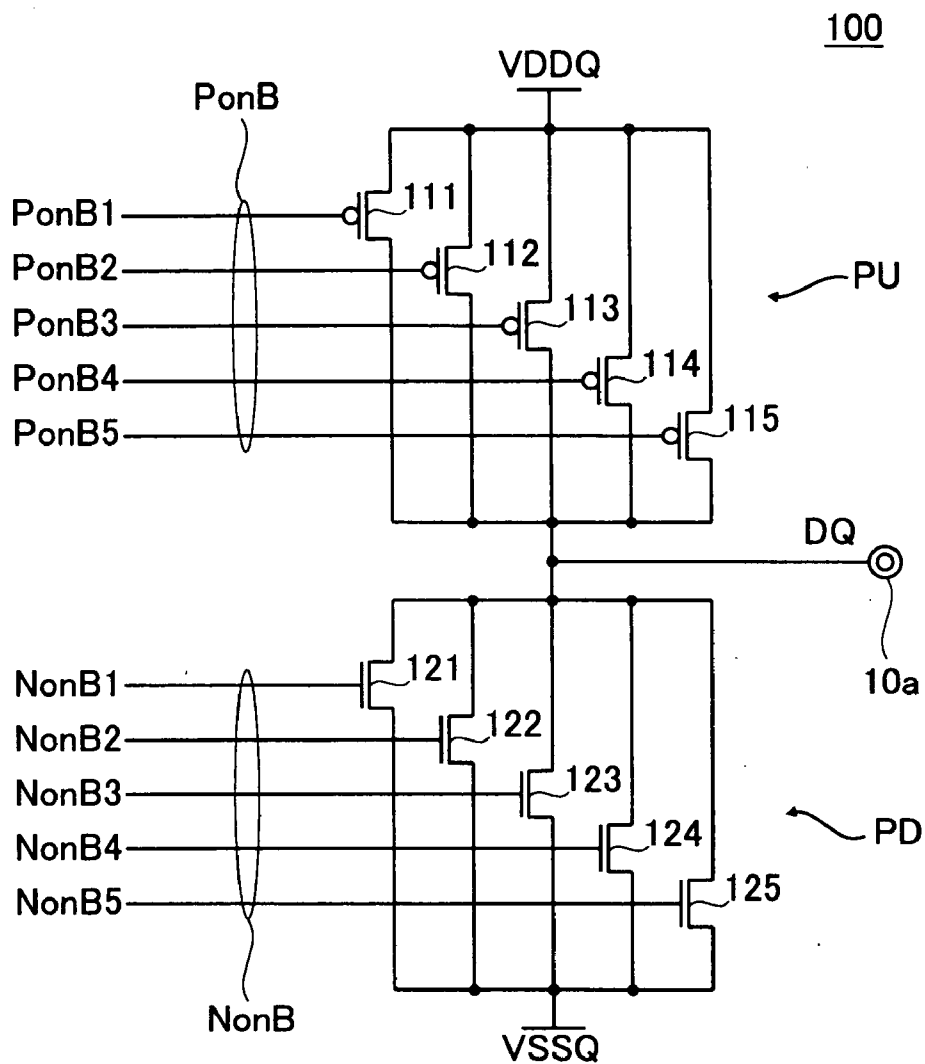 100
VDDQ
PonB
PonB1
111
PonB2
112
PonB3
113
PU
PonB4
114
PonB5
115
DQ
10a
NonB1
121
NonB2
122
NonB3
123
NonB4
124
PD
NonB5
125
NonB
VSSQ